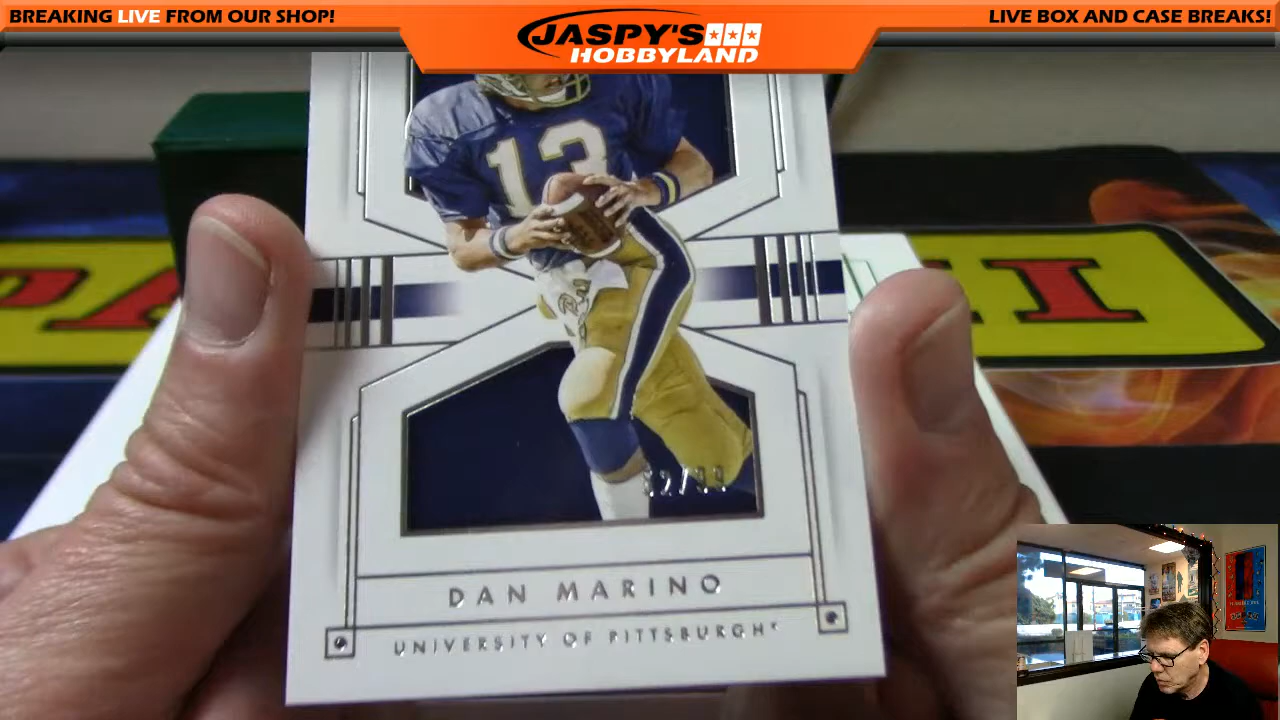 BREAKING LIVE FROM OUR SHOP!
JASPY'S
HOBBYLAND
LIVE BOX AND CASE BREAKS!
13
DAN MARINO
UNIVERSITY OF PITTSBURGH